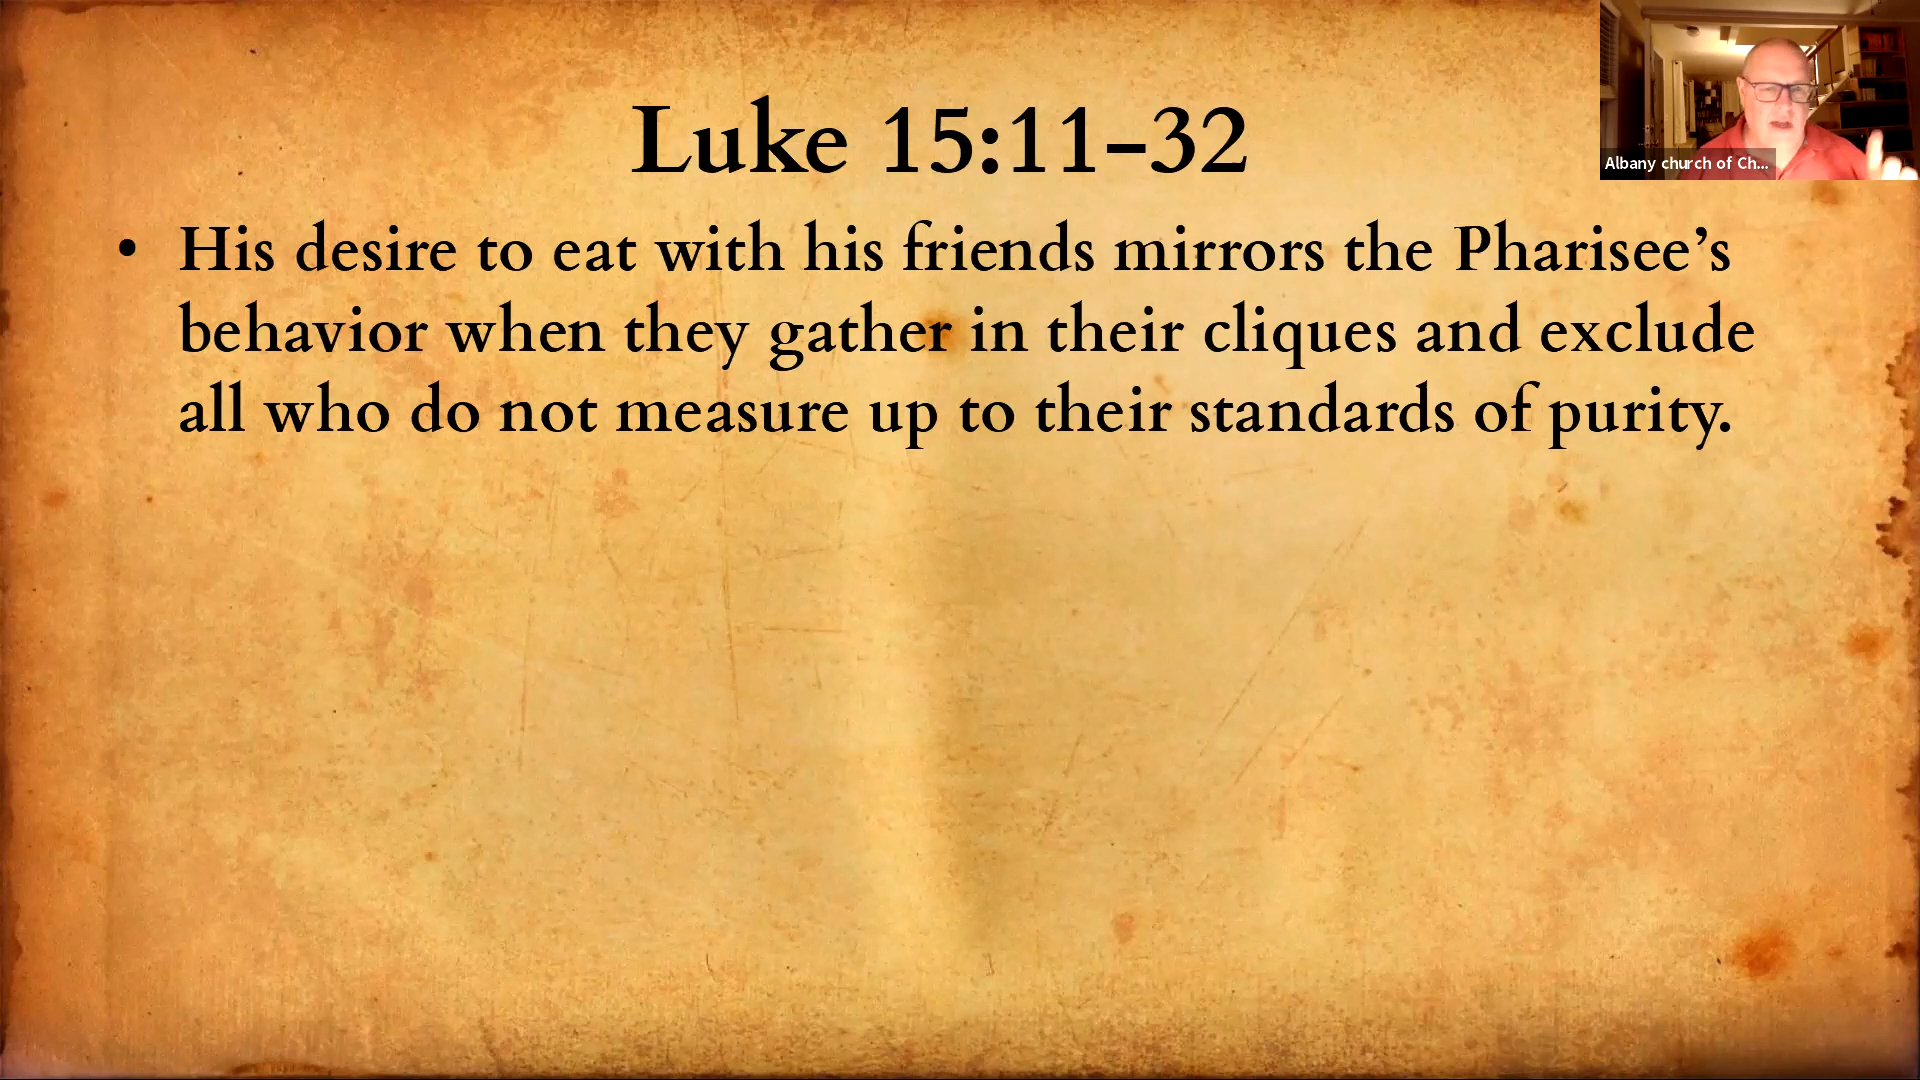 Luke 15:11–32
• His desire to eat with his friends mirrors the Pharisee’s
behavior when they gather in their cliques and exclude
all who do not measure up to their standards of purity.
Albany church of Ch...